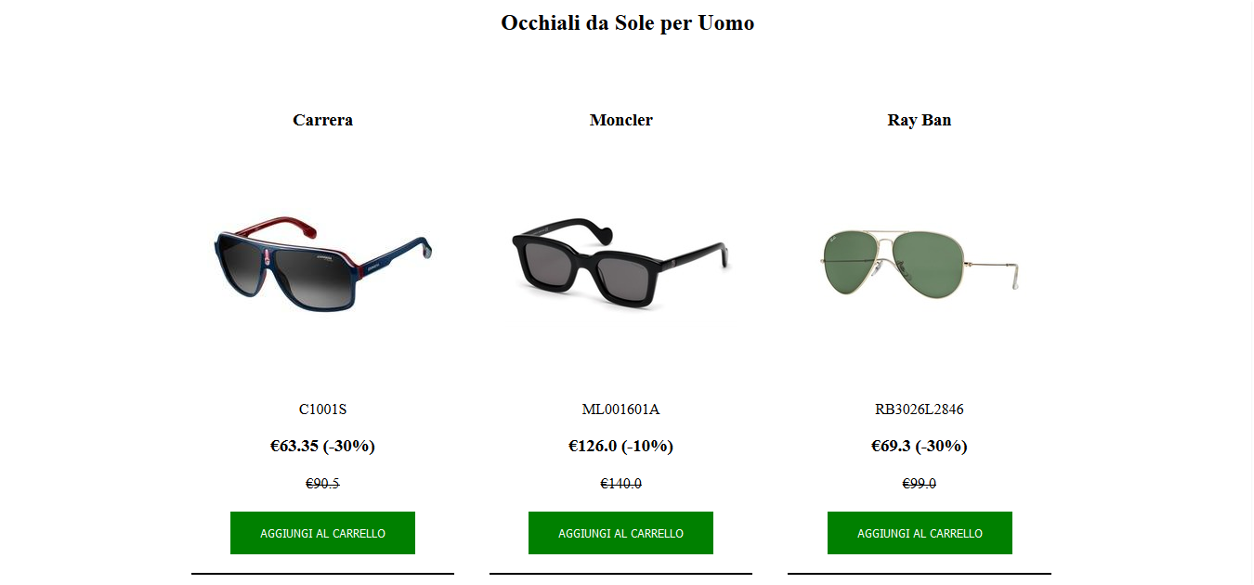 Occhiali da Sole per Uomo
Carrera
Moncler
Ray Ban
C1001S
ML001601A
RB3026L2846
€63.35 (-30%)
€126.0 (-10%)
€69.3 (-30%)
€90.5
€140.0
€99.0
AGGIUNGI AL CARRELLO
AGGIUNGI AL CARRELLO
AGGIUNGI AL CARRELLO